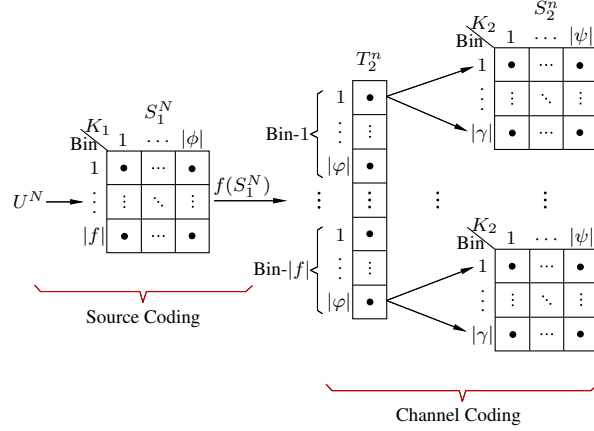 S_2^n
K_2
Bin
1 ⋯ |ψ|
1 • ⋯ •
⋮ ⋮ ⋱ ⋮
|γ| • ⋯ •
T_2^n
Bin-1
1 •
⋮ ⋮
|φ| •
⋮ ⋮ ⋮ ⋮ ⋮
Bin-|f|
1 •
⋮ ⋮
|φ| •
S_1^N
K_1
Bin
1 ⋯ |ϕ|
1 • ⋯ •
U^N
⋮ ⋮ ⋱ ⋮
|f| • ⋯ •
f(S_1^N)
K_2
Bin
1 ⋯ |ψ|
1 • ⋯ •
⋮ ⋮ ⋱ ⋮
|γ| • ⋯ •
Source Coding
Channel Coding